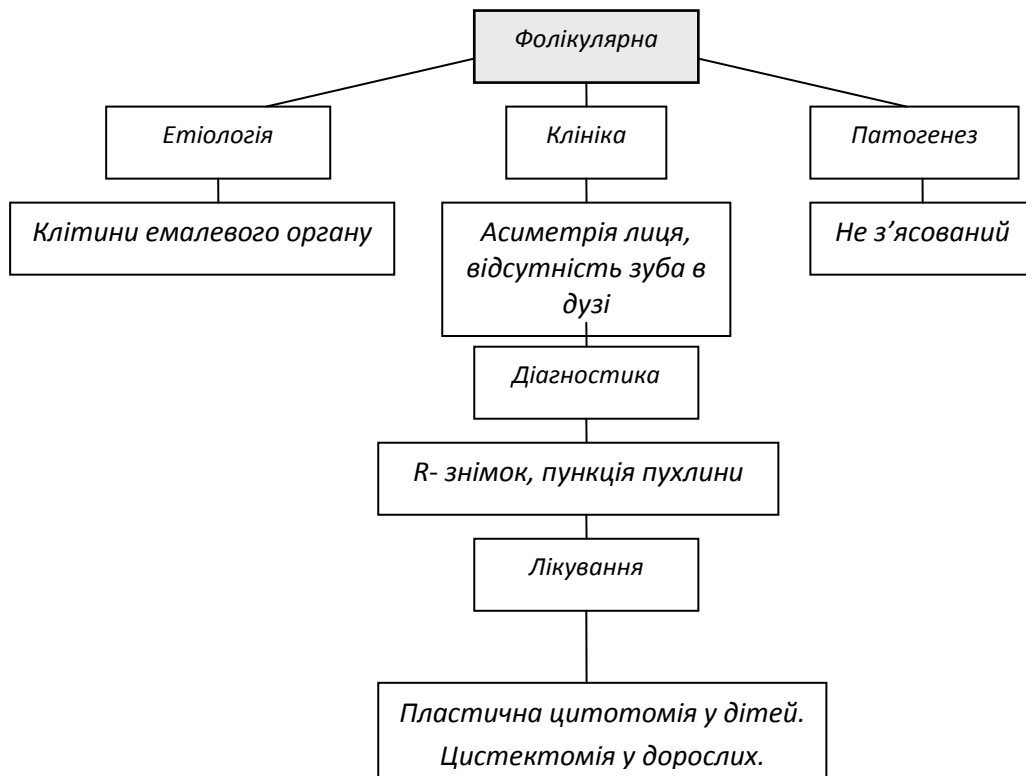 Фолікулярна
Етіологія
Клініка
Патогенез
Клітини емалевого органу
Асиметрія лиця,
відсутність зуба в
дузі
Не з’ясований
Діагностика
R- знімок, пункція пухлини
Лікування
Пластична цитотомія у дітей.
Цистектомія у дорослих.